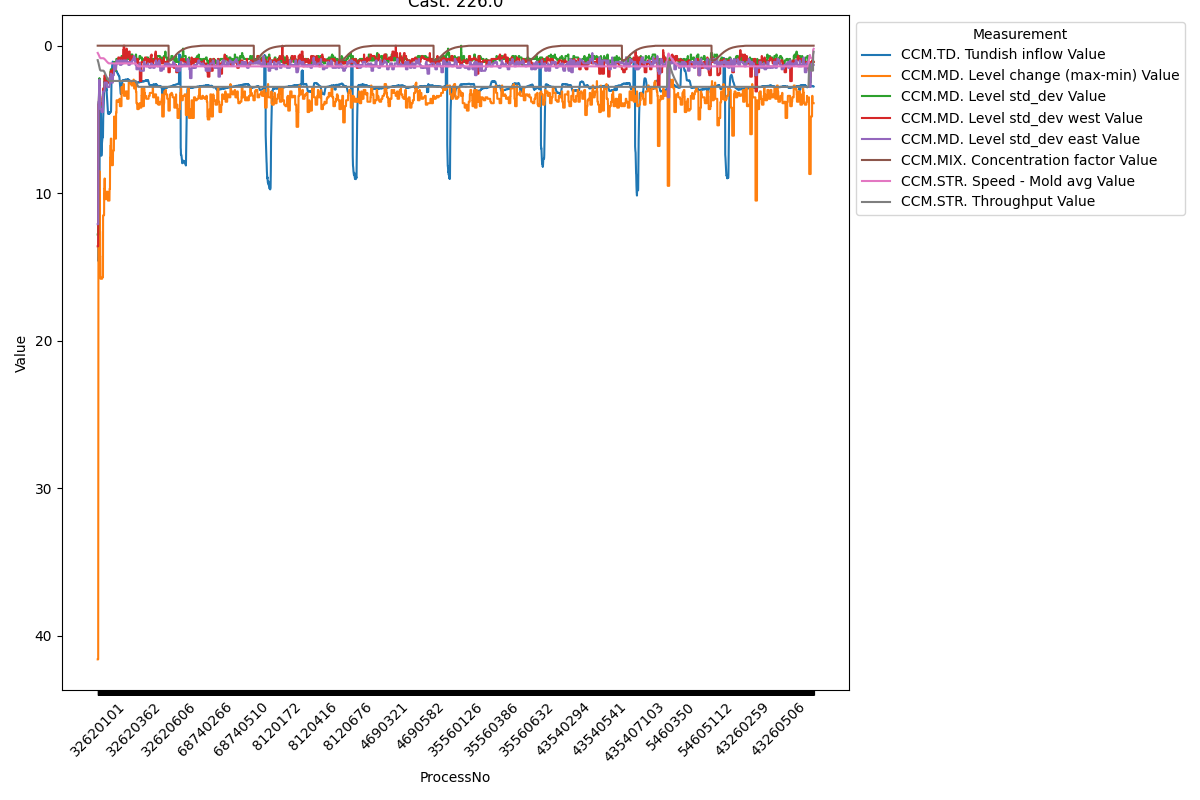 Cast: 226.0
Measurement
CCM.TD. Tundish inflow Value
CCM.MD. Level change (max-min) Value
CCM.MD. Level std_dev Value
CCM.MD. Level std_dev west Value
CCM.MD. Level std_dev east Value
CCM.MIX. Concentration factor Value
CCM.STR. Speed - Mold avg Value
CCM.STR. Throughput Value
Value
0
10
20
30
40
32620101
32620362
32620606
68740266
68740510
8120172
8120416
8120676
4690321
4690582
35560126
35560386
35560632
43540294
43540541
435407103
5460350
54605112
43260259
43260506
ProcessNo